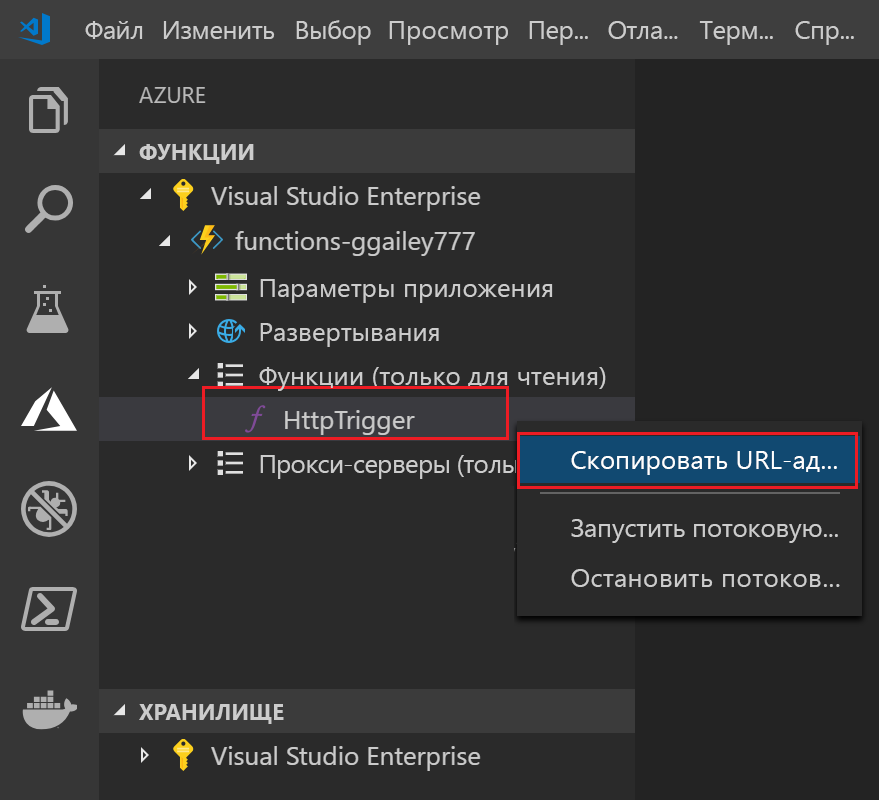 Файл Изменить Выбор Просмотр Пер... Отла... Терм... Спр...
AZURE
ФУНКЦИИ
Visual Studio Enterprise
functions-ggailey777
Параметры приложения
Развертывания
Функции (только для чтения)
HttpTrigger
Прокси-серверы (толь
Скопировать URL-ад...
Запустить потоковую...
Остановить потоков...
ХРАНИЛИЩЕ
Visual Studio Enterprise